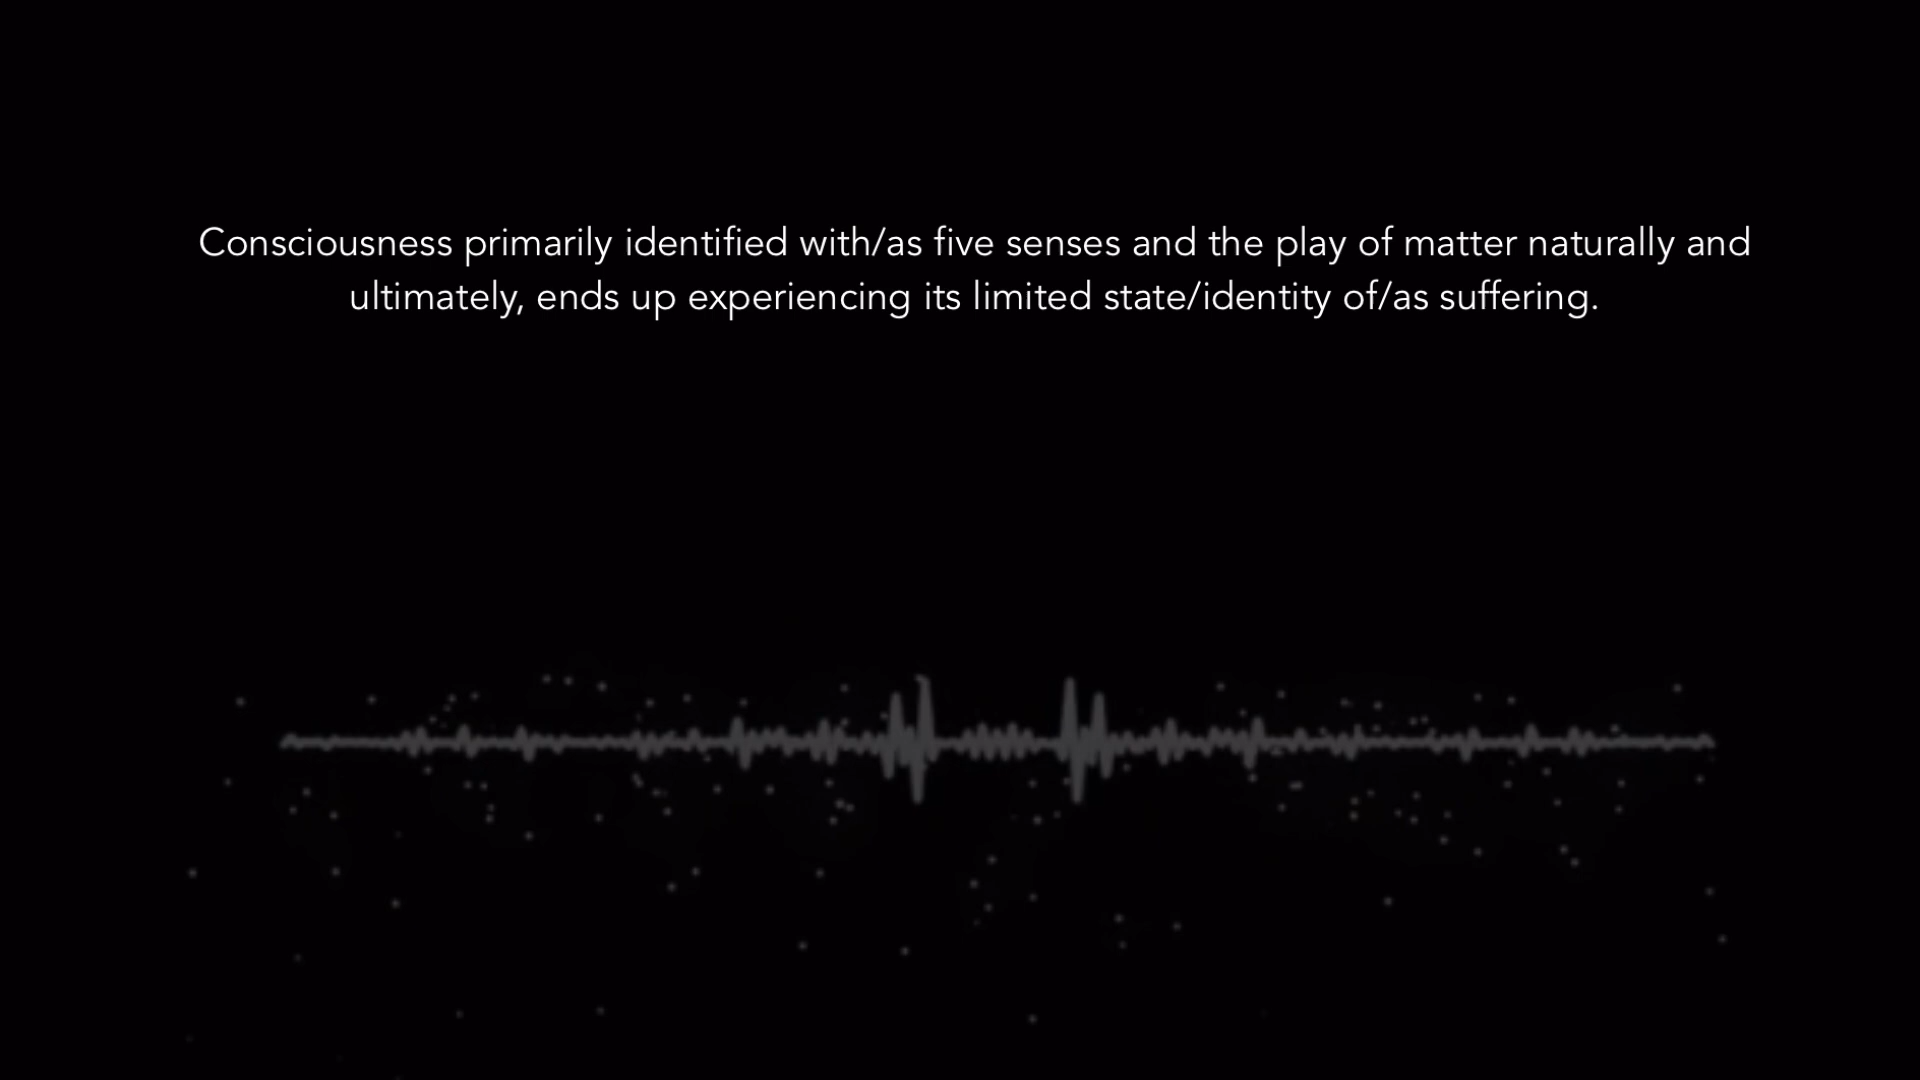 Consciousness primarily identified with/as five senses and the play of matter naturally and
ultimately, ends up experiencing its limited state/identity of/as suffering.